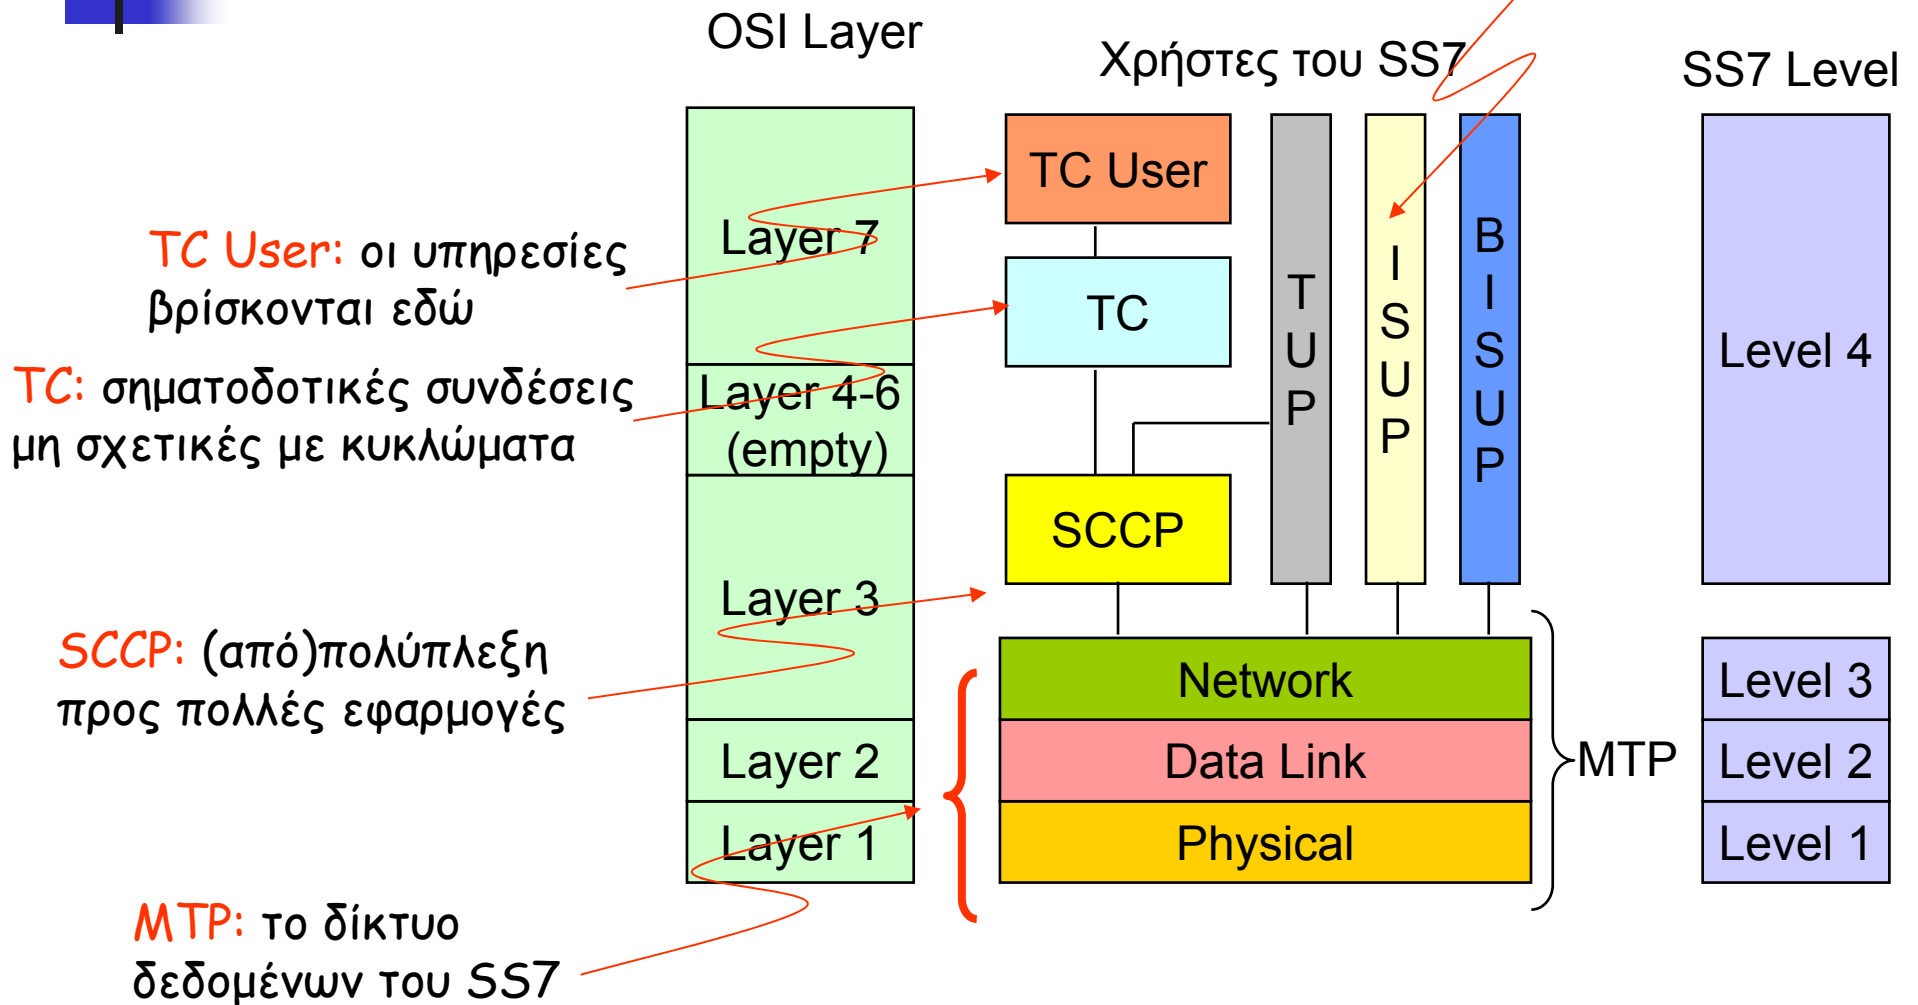 OSI Layer
Χρήστες του SS7
SS7 Level
TC User: οι υπηρεσίες
βρίσκονται εδώ
TC: σηματοδοτικές συνδέσεις
μη σχετικές με κυκλώματα
SCCP: (από)πολύπλεξη
προς πολλές εφαρμογές
MTP: το δίκτυο
δεδομένων του SS7
Layer 7
Layer 4-6
(empty)
Layer 3
Layer 2
Layer 1
TC User
TC
SCCP
TUP
ISUP
BISUP
Network
Data Link
Physical
MTP
Level 4
Level 3
Level 2
Level 1